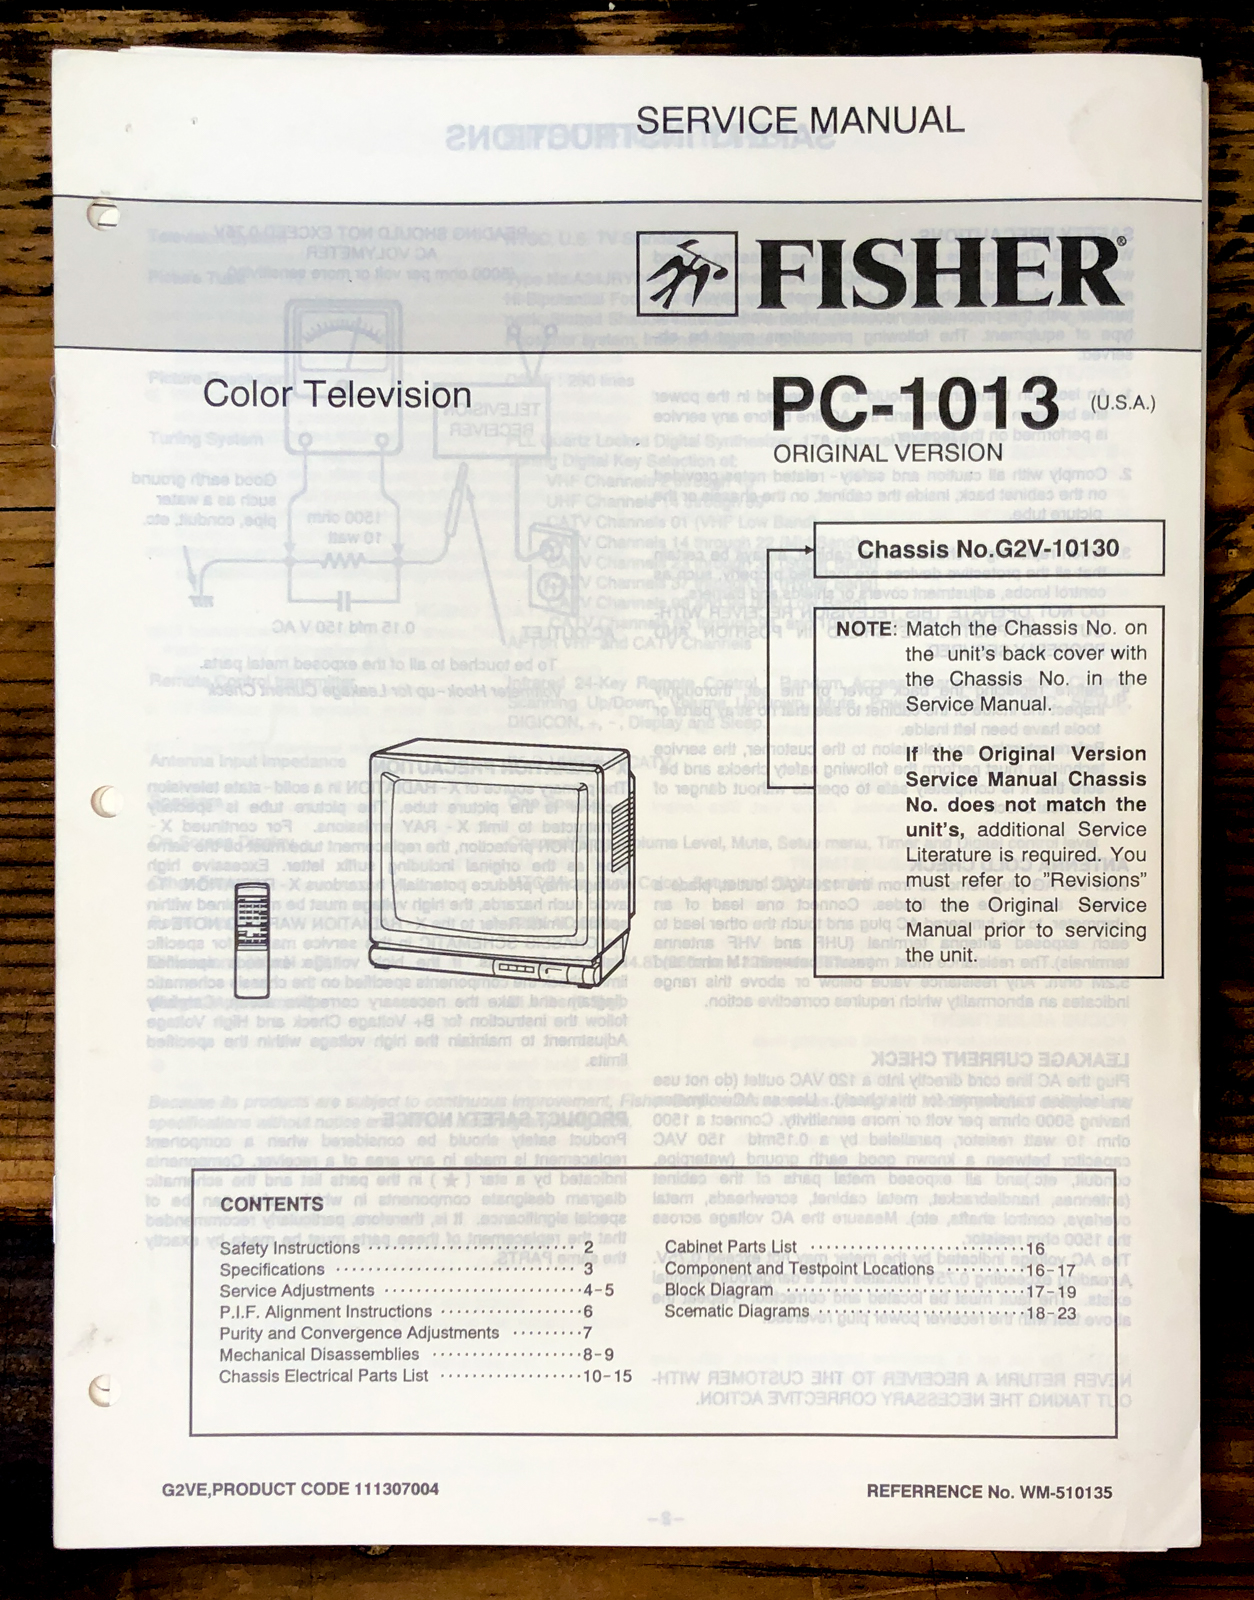 SERVICE MANUAL
FISHER®
Color Television
PC-1013 (U.S.A.)
ORIGINAL VERSION
Chassis No.G2V-10130
NOTE: Match the Chassis No. on
the unit's back cover with
the Chassis No. in the
Service Manual.
If the Original Version
Service Manual Chassis
No. does not match the
unit's, additional Service
Literature is required. You
must refer to "Revisions"
to the Original Service
Manual prior to servicing
the unit.
CONTENTS
Safety Instructions ························ 2
Specifications ···························· 3
Service Adjustments ······················ 4-5
P.I.F. Alignment Instructions ················ 6
Purity and Convergence Adjustments ········· 7
Mechanical Disassemblies ··················· 8-9
Chassis Electrical Parts List ·················· 10-15
Cabinet Parts List ·························· 16
Component and Testpoint Locations ·········· 16-17
Block Diagram ···························· 17-19
Scematic Diagrams ························ 18-23
G2VE,PRODUCT CODE 111307004
REFERRENCE No. WM-510135